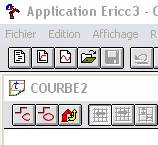 Application Ericc3 - C
Fichier Edition Affichage R
COURBE2